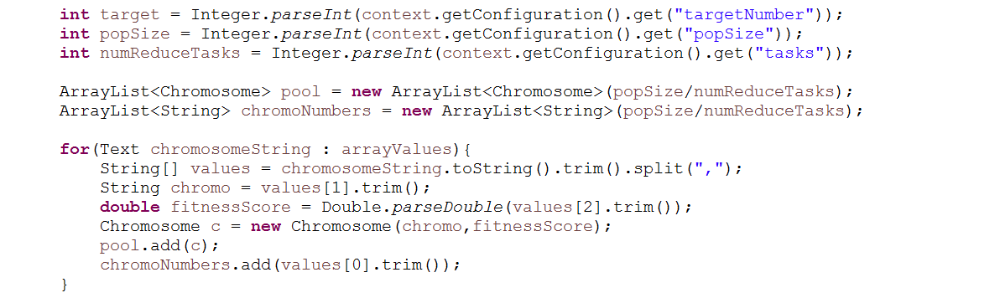 int target = Integer.parseInt(context.getConfiguration().get("targetNumber"));
int popSize = Integer.parseInt(context.getConfiguration().get("popSize"));
int numReduceTasks = Integer.parseInt(context.getConfiguration().get("tasks"));

ArrayList<Chromosome> pool = new ArrayList<Chromosome>(popSize/numReduceTasks);
ArrayList<String> chromoNumbers = new ArrayList<String>(popSize/numReduceTasks);

for(Text chromosomeString : arrayValues){
    String[] values = chromosomeString.toString().trim().split(",");
    String chromo = values[1].trim();
    double fitnessScore = Double.parseDouble(values[2].trim());
    Chromosome c = new Chromosome(chromo,fitnessScore);
    pool.add(c);
    chromoNumbers.add(values[0].trim());
}